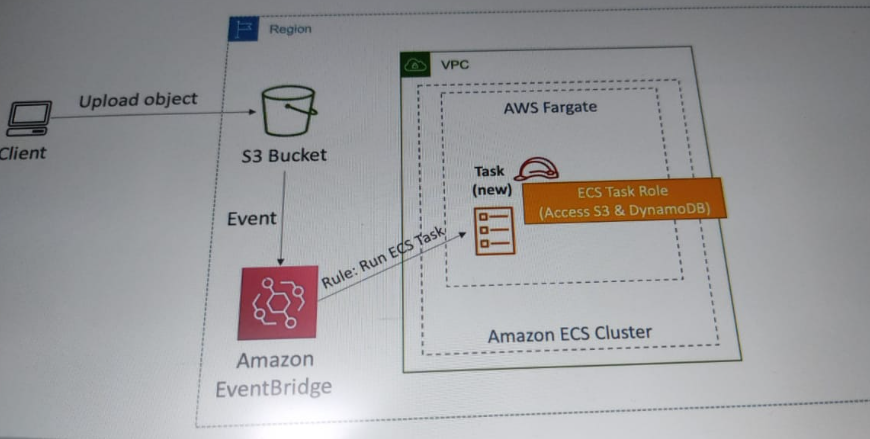 Region
VPC
Upload object
AWS Fargate
Client
S3 Bucket
Task
(new)
ECS Task Role
(Access S3 & DynamoDB)
Event
Rule: Run ECS Task
Amazon ECS Cluster
Amazon
EventBridge